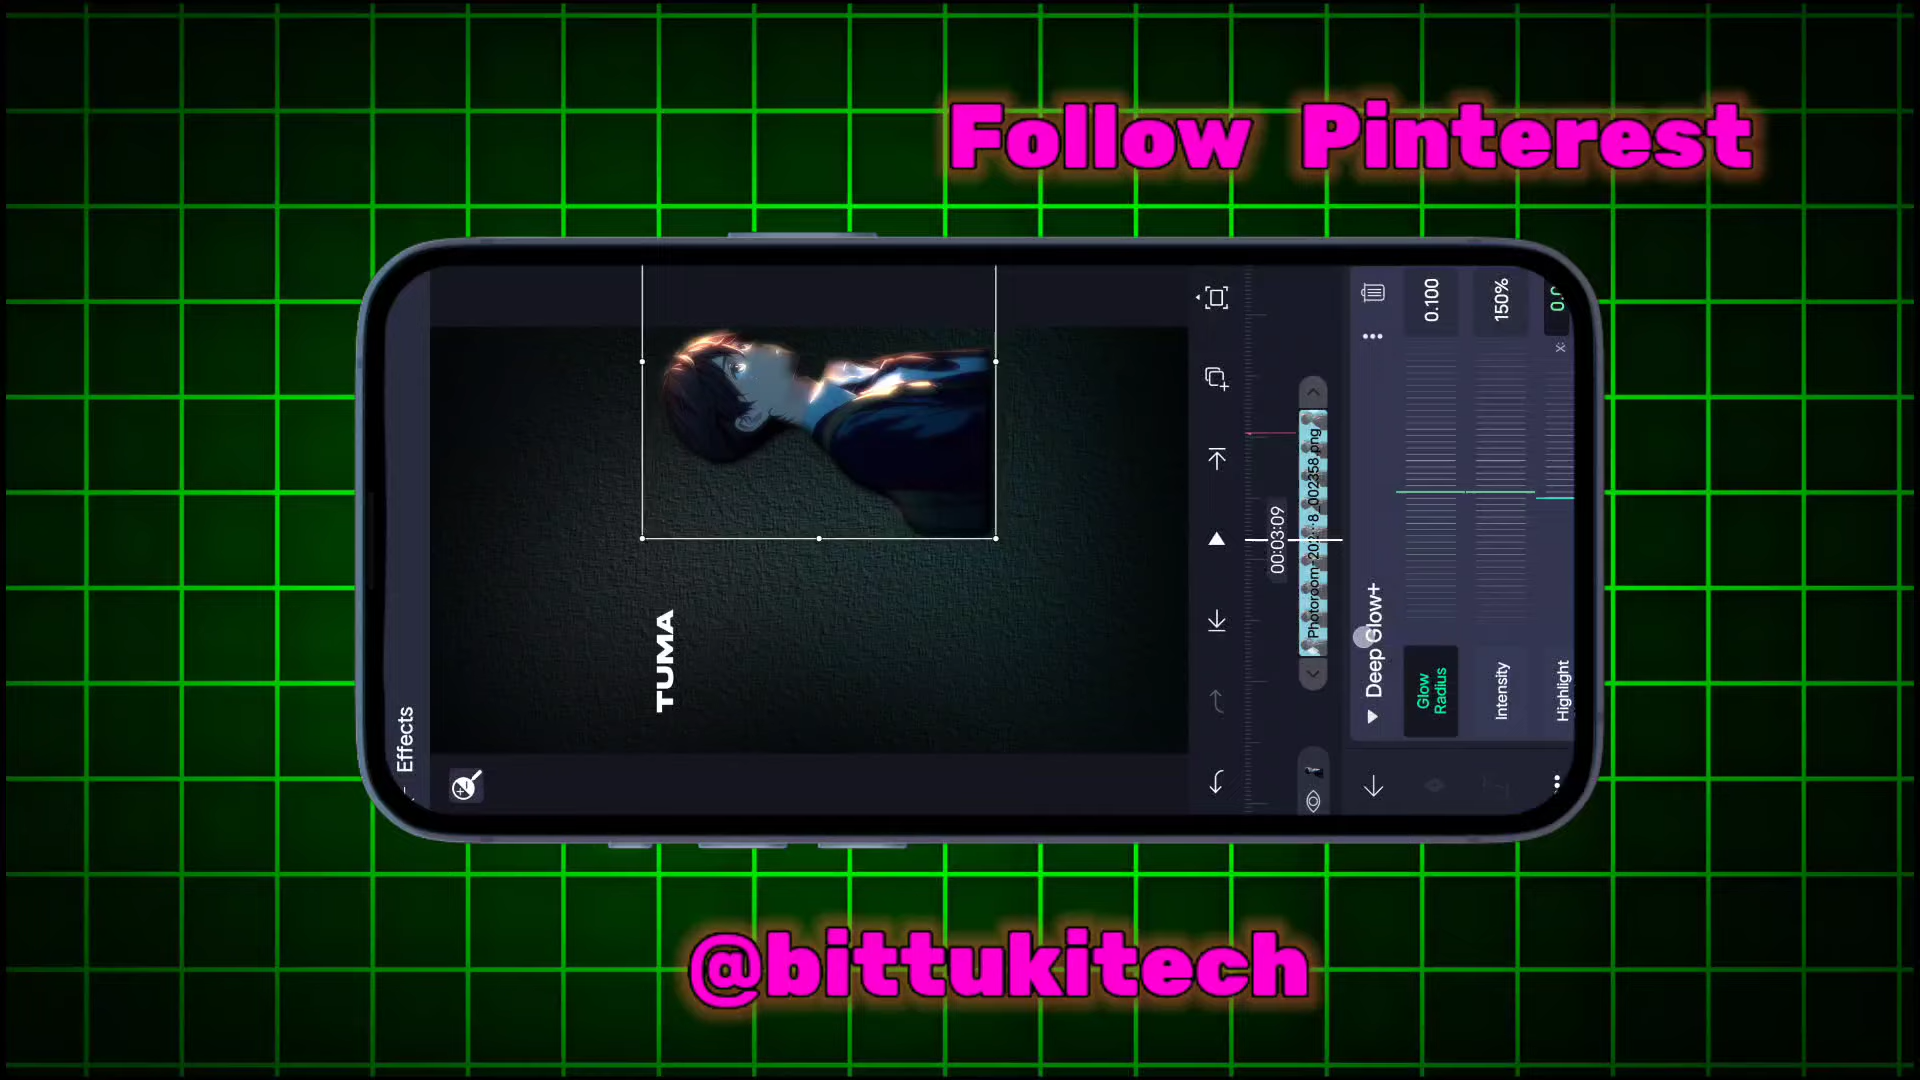 Follow Pinterest
Effects
TUMA
00:03:09
Deep Glow+
Glow
Radius
0.100
Intensity
150%
Highlight
X:
@bittukitech